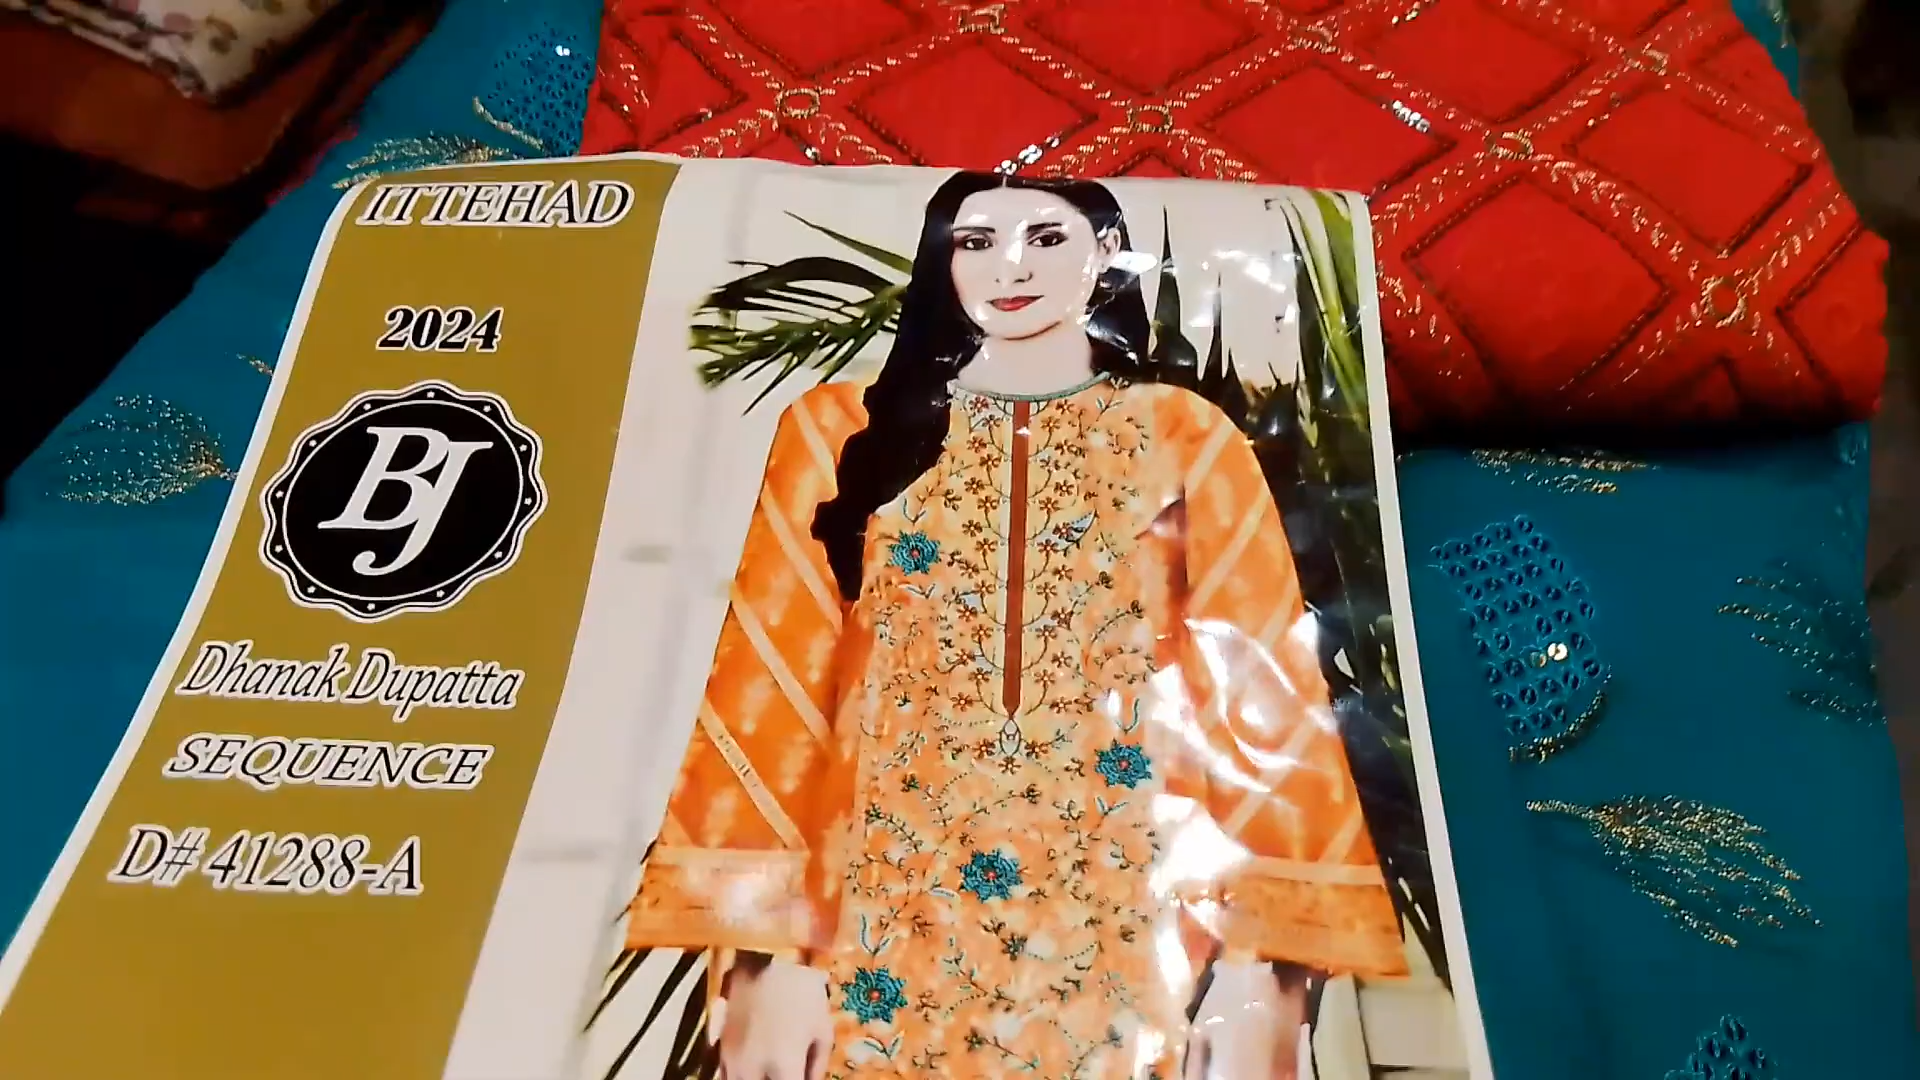 ITTEHAD
2024
BJ
Dhanak Dupatta
SEQUENCE
D# 41288-A